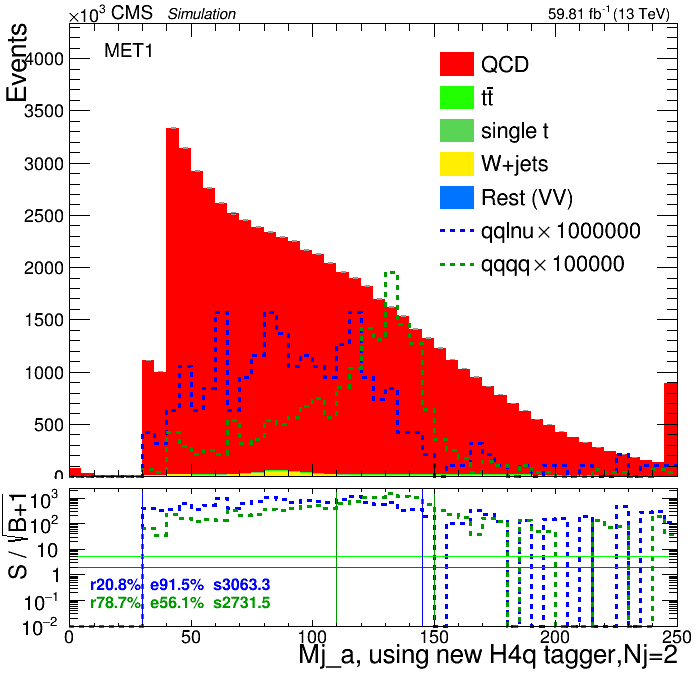 ×10³ CMS Simulation 59.81 fb⁻¹ (13 TeV)
Events
MET1
4000
3500
3000
2500
2000
1500
1000
500
0
QCD
tt̅
single t
W+jets
Rest (VV)
qqlnu × 1000000
qqqq × 100000
S / √B+1
10³
10²
10
1
10⁻¹
10⁻²
r20.8% e91.5% s3063.3
r78.7% e56.1% s2731.5
0 50 100 150 200 250
Mj_a, using new H4q tagger,Nj=2